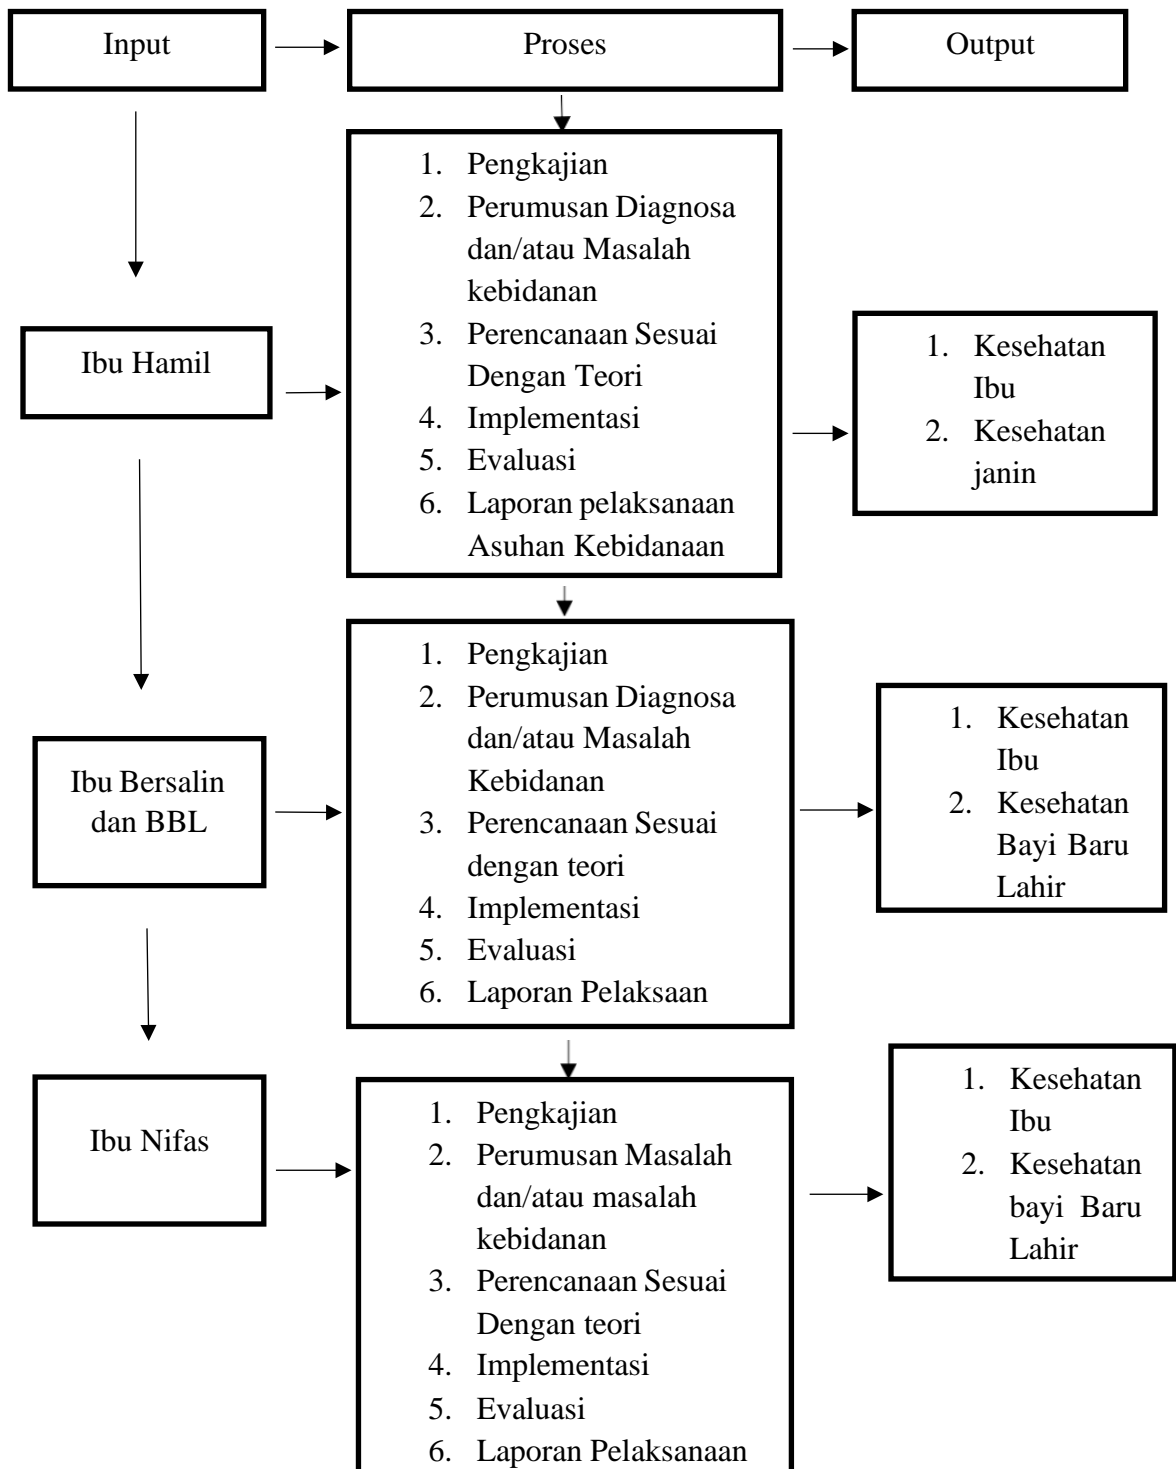 Input
Proses
Output
1. Pengkajian
2. Perumusan Diagnosa
dan/atau Masalah
kebidanan
3. Perencanaan Sesuai
Dengan Teori
4. Implementasi
5. Evaluasi
6. Laporan pelaksanaan
Asuhan Kebidanaan
Ibu Hamil
1. Kesehatan
Ibu
2. Kesehatan
janin
1. Pengkajian
2. Perumusan Diagnosa
dan/atau Masalah
Kebidanan
3. Perencanaan Sesuai
dengan teori
4. Implementasi
5. Evaluasi
6. Laporan Pelaksaan
Ibu Bersalin
dan BBL
1. Kesehatan
Ibu
2. Kesehatan
Bayi Baru
Lahir
Ibu Nifas
1. Pengkajian
2. Perumusan Masalah
dan/atau masalah
kebidanan
3. Perencanaan Sesuai
Dengan teori
4. Implementasi
5. Evaluasi
6. Laporan Pelaksanaan
1. Kesehatan
Ibu
2. Kesehatan
bayi Baru
Lahir